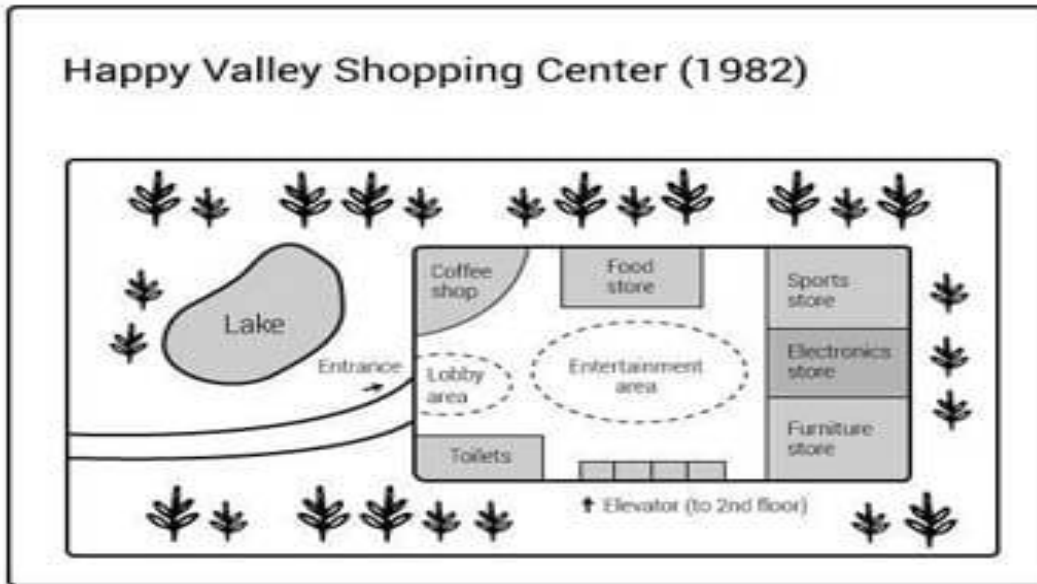 Happy Valley Shopping Center (1982)
Coffee
shop
Food
store
Sports
store
Lake
Electronics
store
Entrance
Lobby
area
Entertainment
area
Furniture
store
Toilets
Elevator (to 2nd floor)